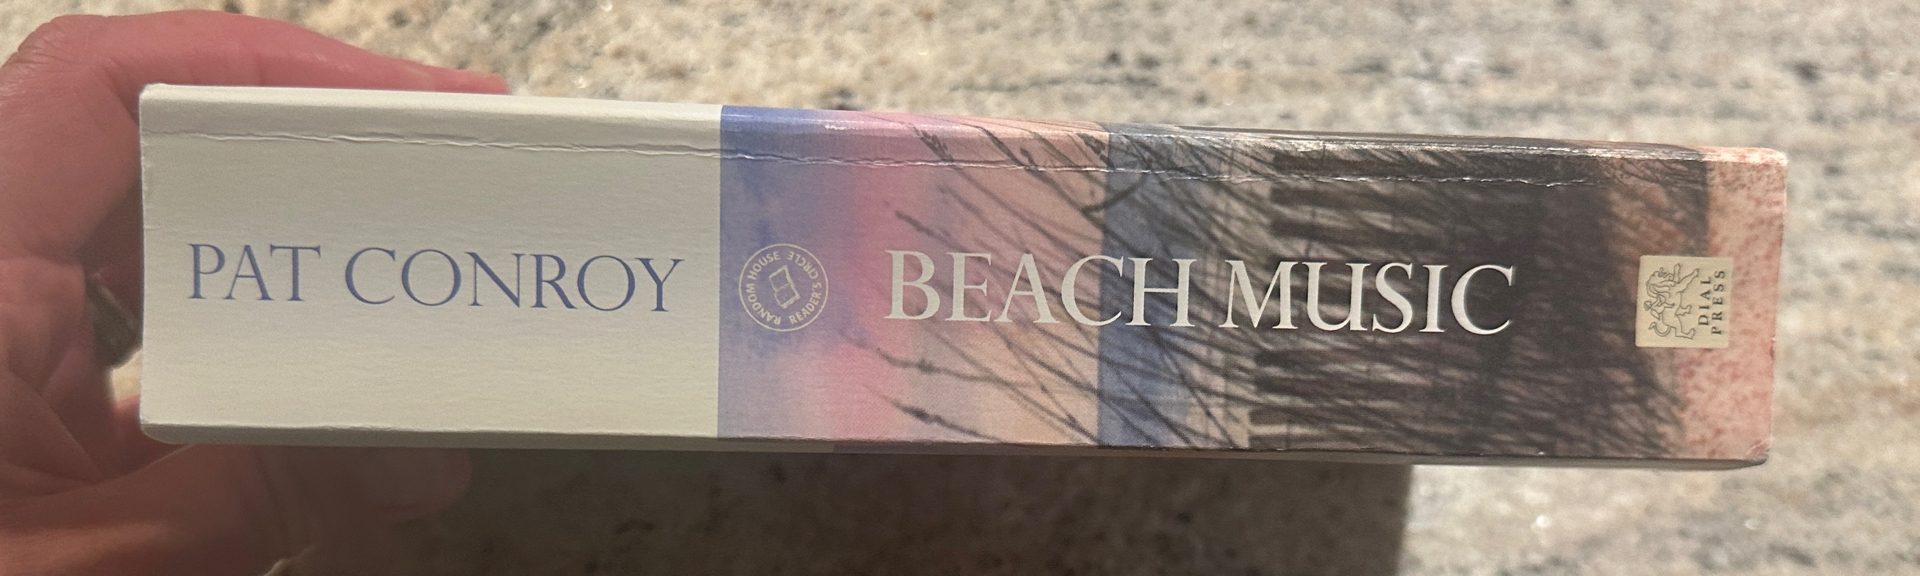 PAT CONROY
RANDOM HOUSE READER'S CIRCLE
BEACH MUSIC
DIAL
PRESS